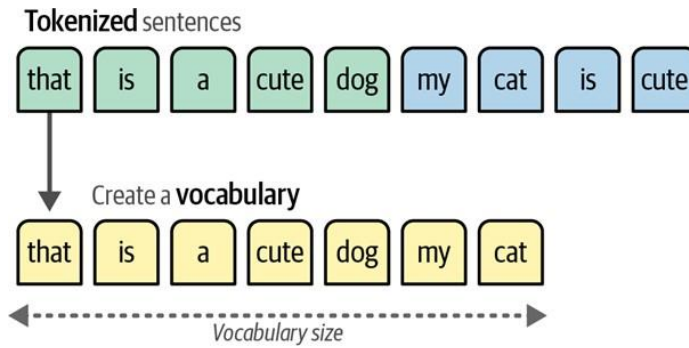 Tokenized sentences
that is a cute dog my cat is cute
Create a vocabulary
that is a cute dog my cat
Vocabulary size